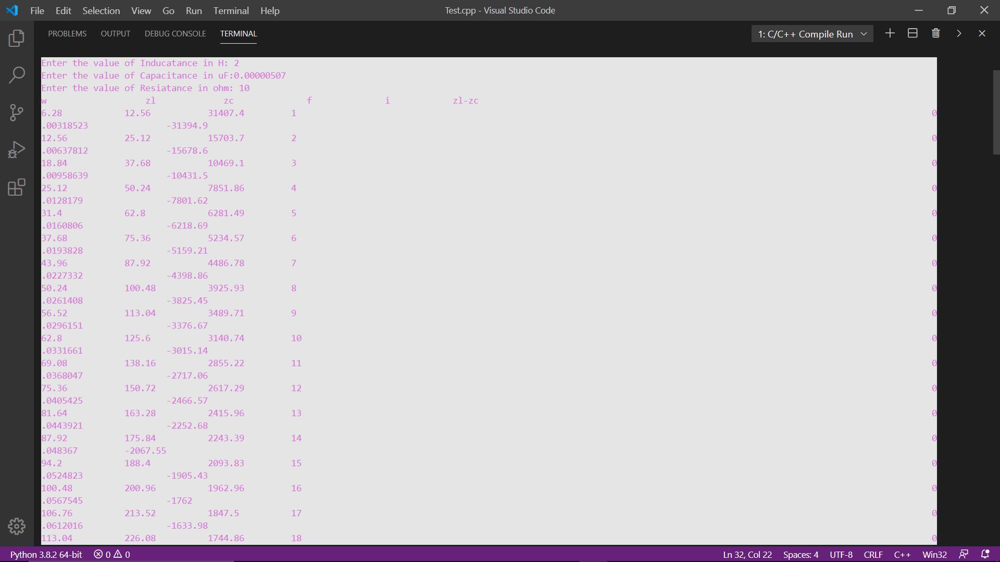 File Edit Selection View Go Run Terminal Help
Test.cpp - Visual Studio Code
PROBLEMS OUTPUT DEBUG CONSOLE TERMINAL
1: C/C++ Compile Run
Enter the value of Inducatance in H: 2
Enter the value of Capacitance in uF:0.00000507
Enter the value of Resiatance in ohm: 10
w zl zc f i zl-zc
6.28 12.56 31407.4 1 0
.00318523 -31394.9
12.56 25.12 15703.7 2 0
.00637812 -15678.6
18.84 37.68 10469.1 3 0
.00958639 -10431.5
25.12 50.24 7851.86 4 0
.0128179 -7801.62
31.4 62.8 6281.49 5 0
.0160806 -6218.69
37.68 75.36 5234.57 6 0
.0193828 -5159.21
43.96 87.92 4486.78 7 0
.0227332 -4398.86
50.24 100.48 3925.93 8 0
.0261408 -3825.45
56.52 113.04 3489.71 9 0
.0296151 -3376.67
62.8 125.6 3140.74 10 0
.0331661 -3015.14
69.08 138.16 2855.22 11 0
.0368047 -2717.06
75.36 150.72 2617.29 12 0
.0405425 -2466.57
81.64 163.28 2415.96 13 0
.0443921 -2252.68
87.92 175.84 2243.39 14 0
.048367 -2067.55
94.2 188.4 2093.83 15 0
.0524823 -1905.43
100.48 200.96 1962.96 16 0
.0567545 -1762
106.76 213.52 1847.5 17 0
.0612016 -1633.98
113.04 226.08 1744.86 18 0
Python 3.8.2 64-bit 0 0 Ln 32, Col 22 Spaces: 4 UTF-8 CRLF C++ Win32